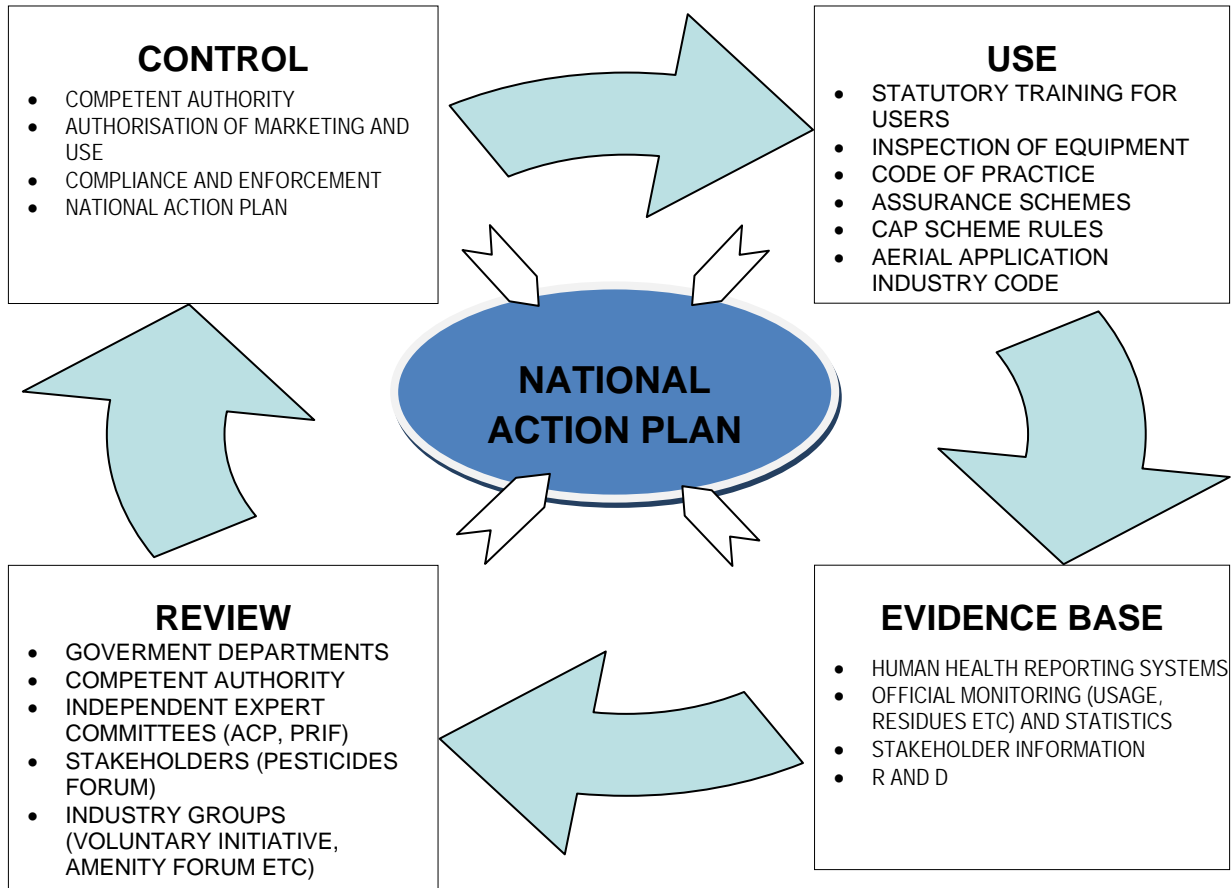 CONTROL
• COMPETENT AUTHORITY
• AUTHORISATION OF MARKETING AND
USE
• COMPLIANCE AND ENFORCEMENT
• NATIONAL ACTION PLAN
USE
• STATUTORY TRAINING FOR
USERS
• INSPECTION OF EQUIPMENT
• CODE OF PRACTICE
• ASSURANCE SCHEMES
• CAP SCHEME RULES
• AERIAL APPLICATION
INDUSTRY CODE
NATIONAL
ACTION PLAN
REVIEW
• GOVERMENT DEPARTMENTS
• COMPETENT AUTHORITY
• INDEPENDENT EXPERT
COMMITTEES (ACP, PRIF)
• STAKEHOLDERS (PESTICIDES
FORUM)
• INDUSTRY GROUPS
(VOLUNTARY INITIATIVE,
AMENITY FORUM ETC)
EVIDENCE BASE
• HUMAN HEALTH REPORTING SYSTEMS
• OFFICIAL MONITORING (USAGE,
RESIDUES ETC) AND STATISTICS
• STAKEHOLDER INFORMATION
• R AND D